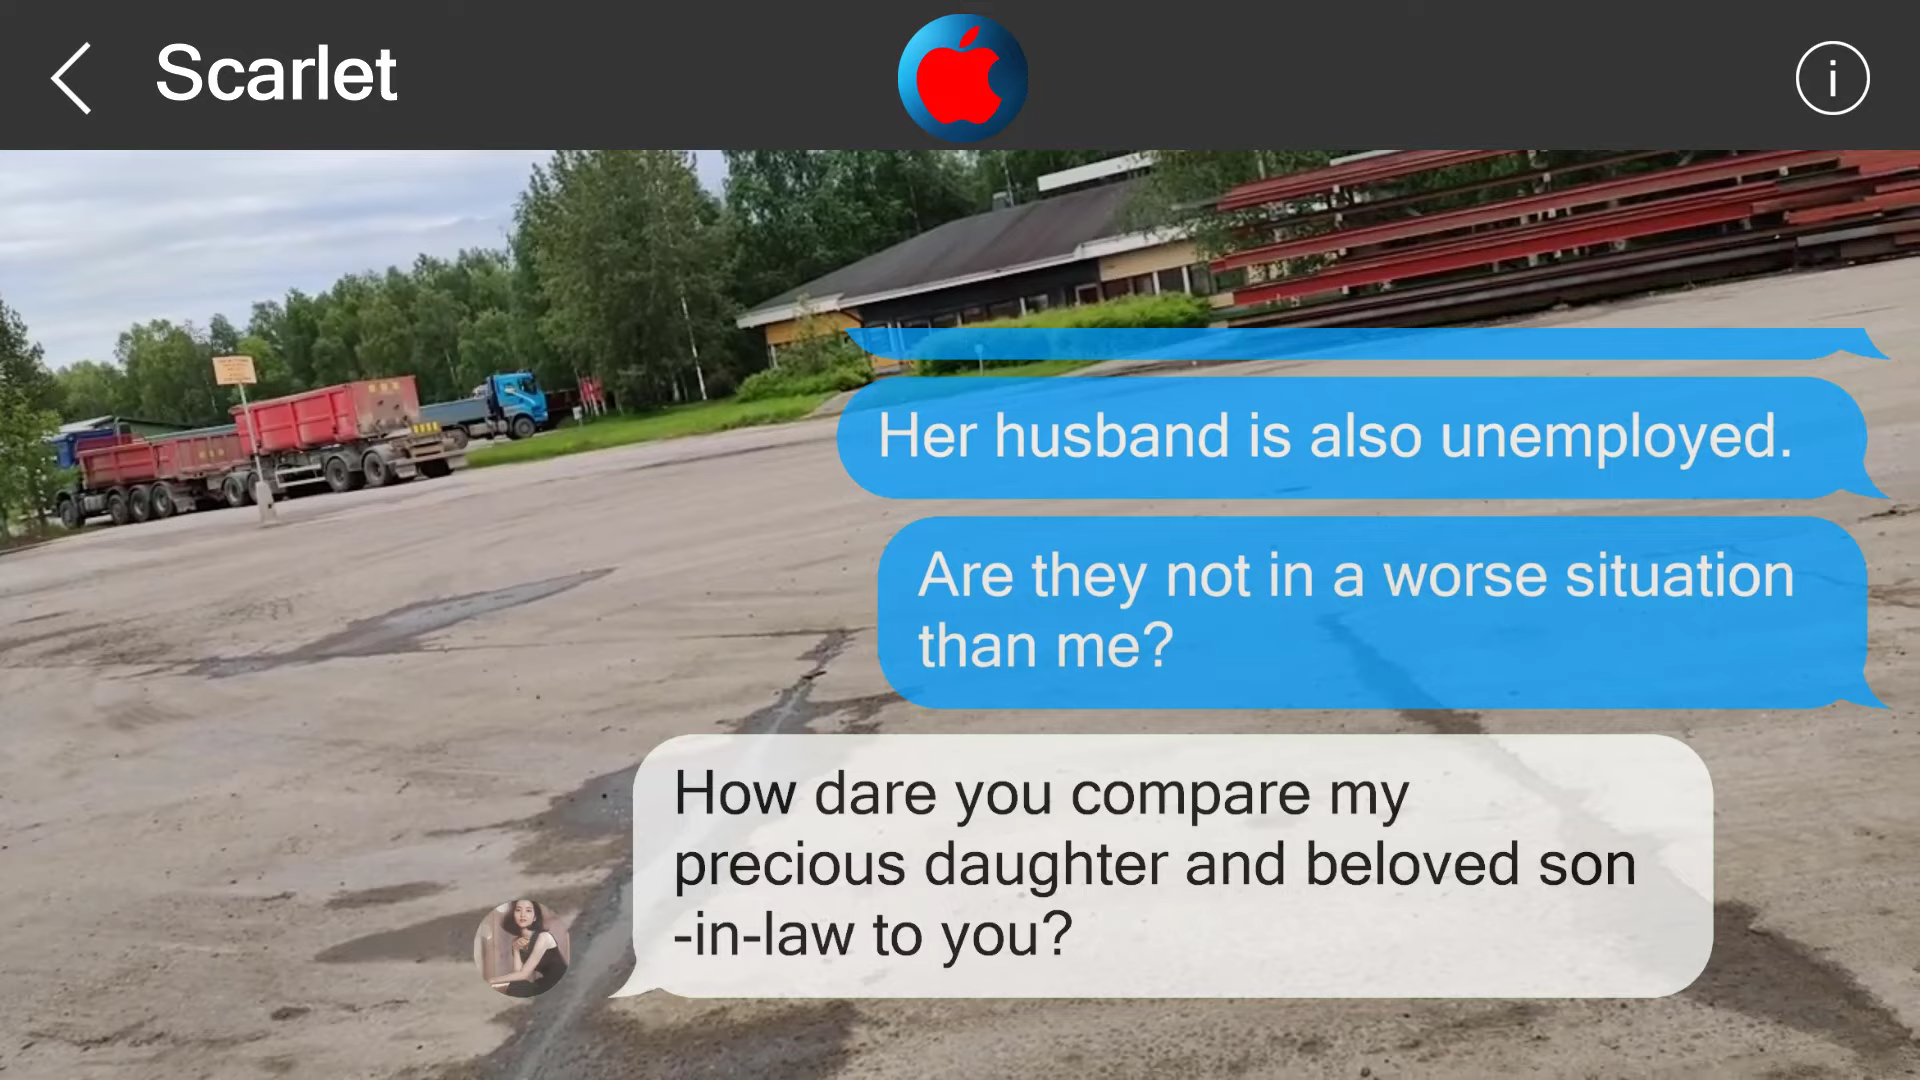 Scarlet
i
Her husband is also unemployed.
Are they not in a worse situation
than me?
How dare you compare my
precious daughter and beloved son
-in-law to you?